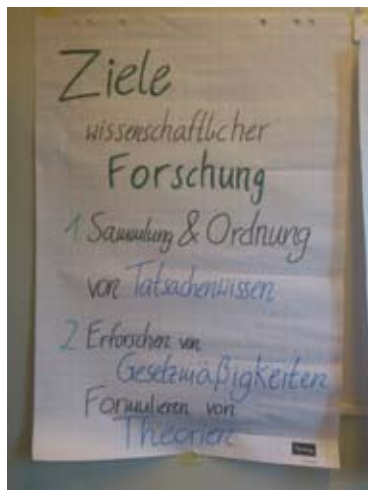 Ziele
wissenschaftlicher
Forschung
1 Sammlung & Ordnung
von Tatsachenwissen
2 Erforschen von
Gesetzmäßigkeiten
Formulieren von
Theorien